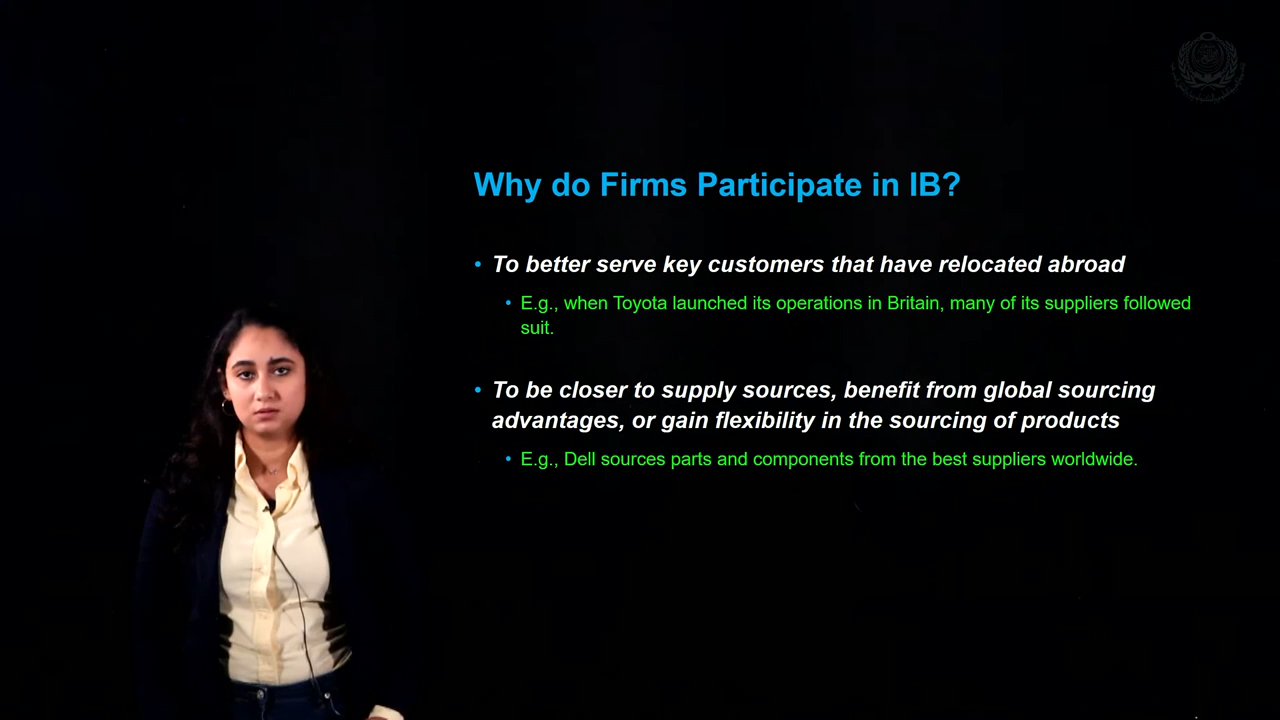 Why do Firms Participate in IB?
• To better serve key customers that have relocated abroad
• E.g., when Toyota launched its operations in Britain, many of its suppliers followed
suit.
• To be closer to supply sources, benefit from global sourcing
advantages, or gain flexibility in the sourcing of products
• E.g., Dell sources parts and components from the best suppliers worldwide.